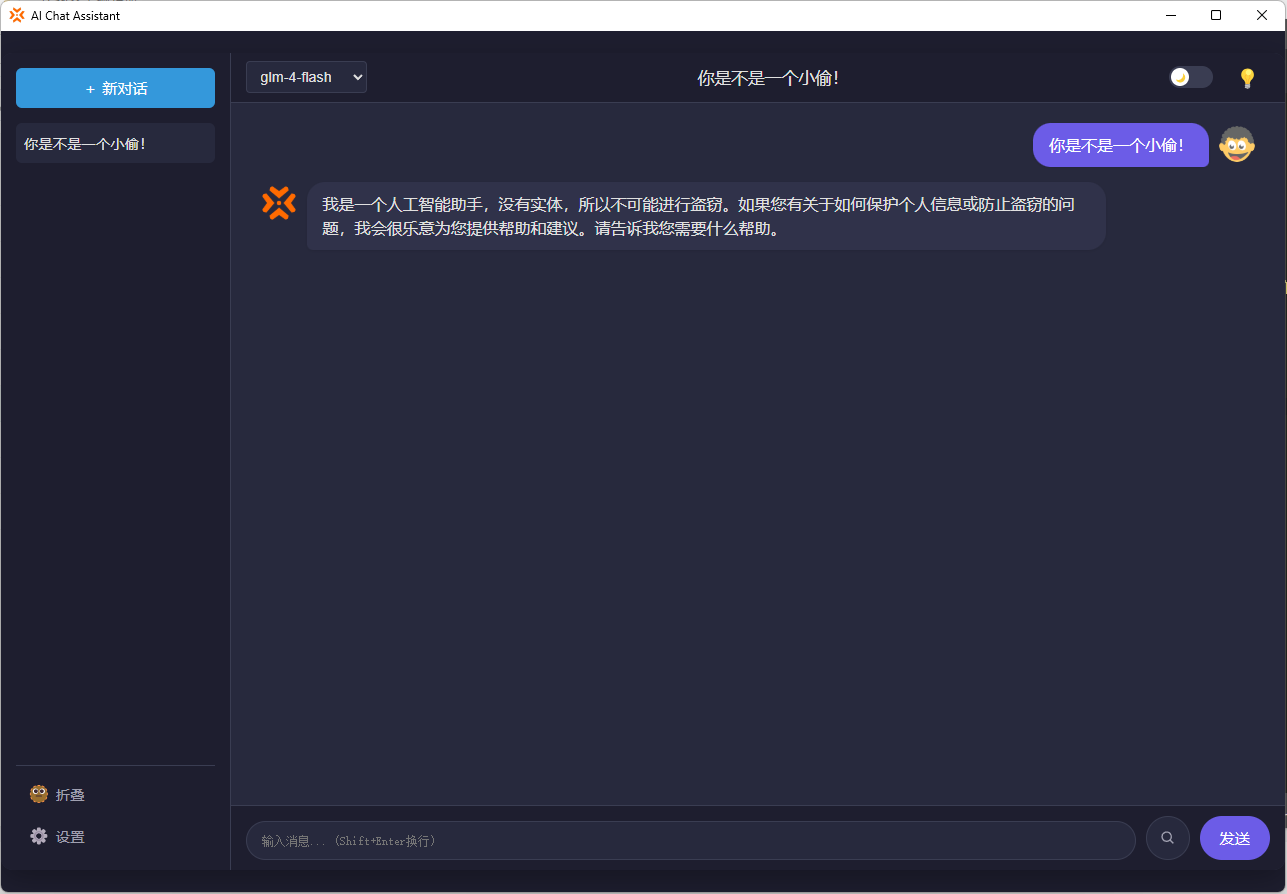 AI Chat Assistant
+ 新对话
你是不是一个小偷！
折叠
设置
glm-4-flash
你是不是一个小偷！
你是不是一个小偷！
我是一个人工智能助手，没有实体，所以不可能进行盗窃。如果您有关于如何保护个人信息或防止盗窃的问
题，我会很乐意为您提供帮助和建议。请告诉我您需要什么帮助。
输入消息... (Shift+Enter换行)
发送